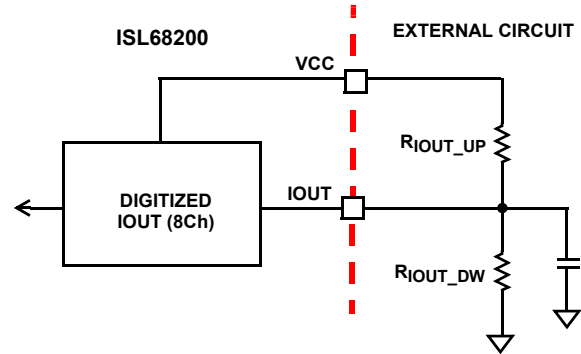 ISL68200
EXTERNAL CIRCUIT
VCC
RIOUT_UP
DIGITIZED
IOUT (8Ch)
IOUT
RIOUT_DW